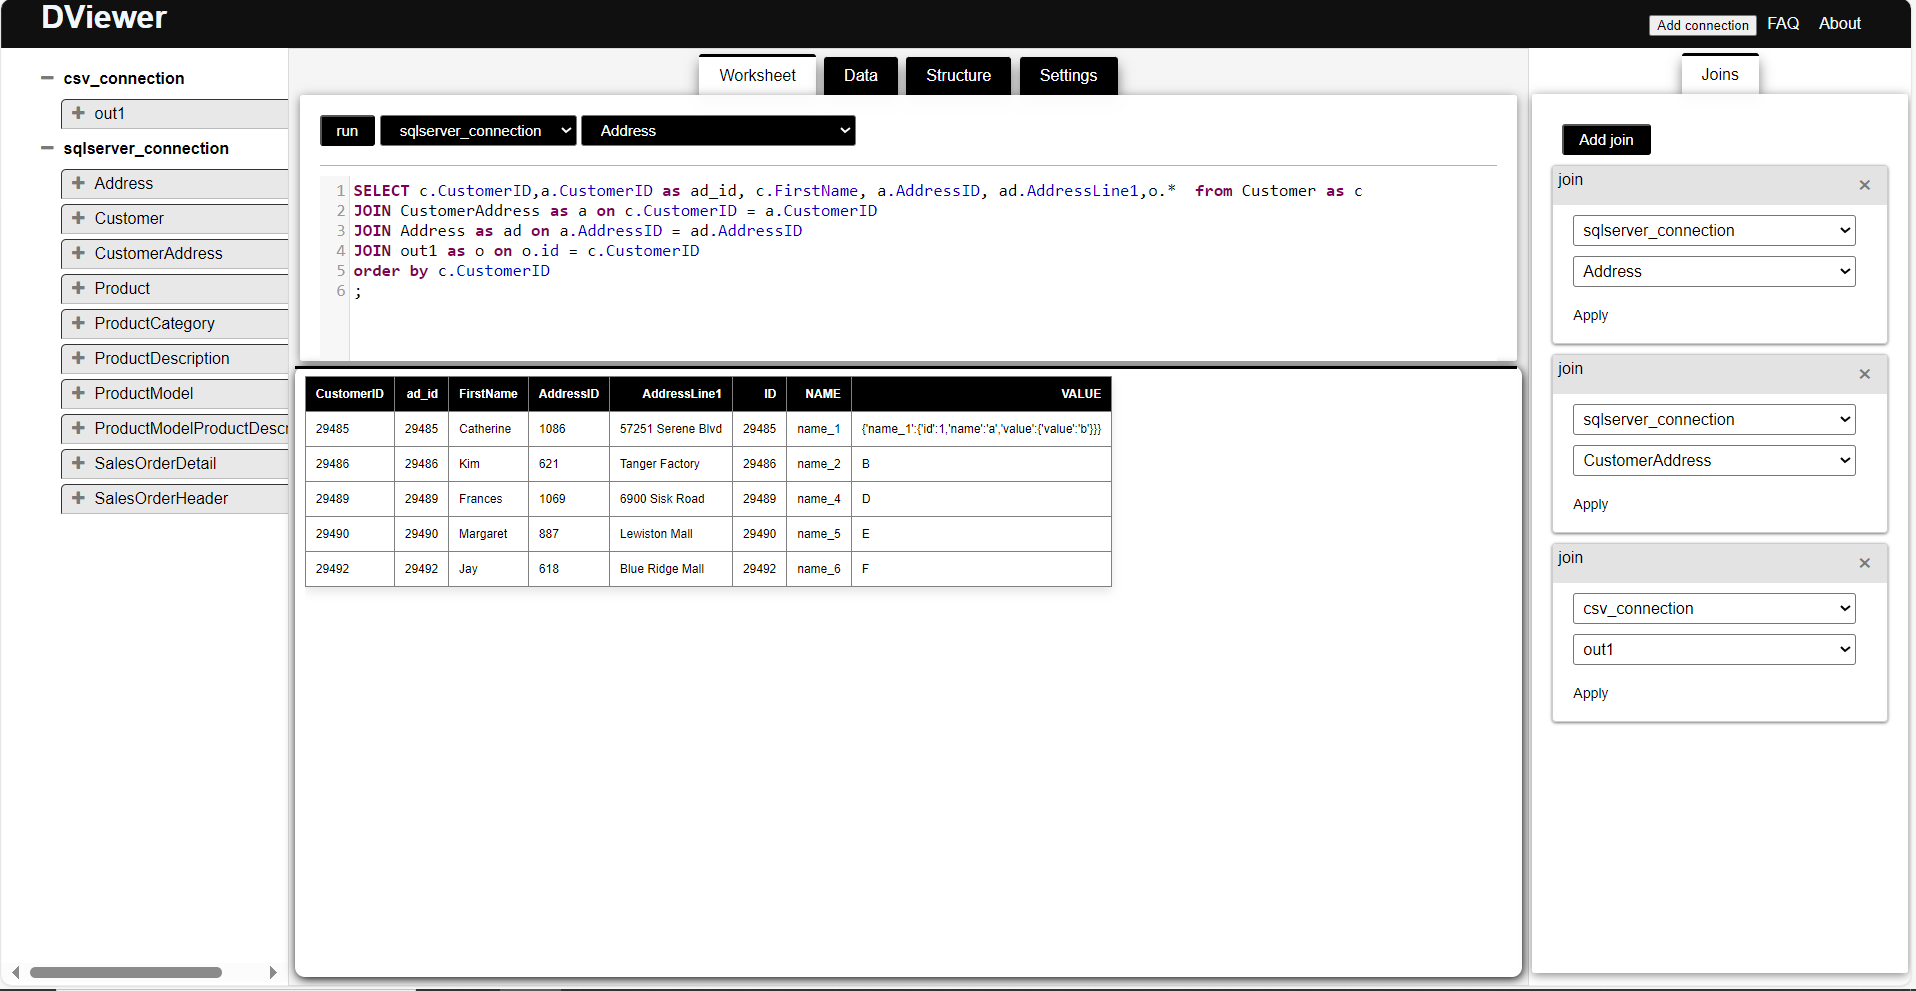 DViewer
Add connection FAQ About
csv_connection
out1
sqlserver_connection
Address
Customer
CustomerAddress
Product
ProductCategory
ProductDescription
ProductModel
ProductModelProductDescr
SalesOrderDetail
SalesOrderHeader
Worksheet Data Structure Settings
run sqlserver_connection Address
1 SELECT c.CustomerID,a.CustomerID as ad_id, c.FirstName, a.AddressID, ad.AddressLine1,o.* from Customer as c
2 JOIN CustomerAddress as a on c.CustomerID = a.CustomerID
3 JOIN Address as ad on a.AddressID = ad.AddressID
4 JOIN out1 as o on o.id = c.CustomerID
5 order by c.CustomerID
6 ;
CustomerID ad_id FirstName AddressID AddressLine1 ID NAME VALUE
29485 29485 Catherine 1086 57251 Serene Blvd 29485 name_1 {'name_1':{'id':1,'name':'a','value':{'value':'b'}}}
29486 29486 Kim 621 Tanger Factory 29486 name_2 B
29489 29489 Frances 1069 6900 Sisk Road 29489 name_4 D
29490 29490 Margaret 887 Lewiston Mall 29490 name_5 E
29492 29492 Jay 618 Blue Ridge Mall 29492 name_6 F
Joins
Add join
join
sqlserver_connection
Address
Apply
join
sqlserver_connection
CustomerAddress
Apply
join
csv_connection
out1
Apply